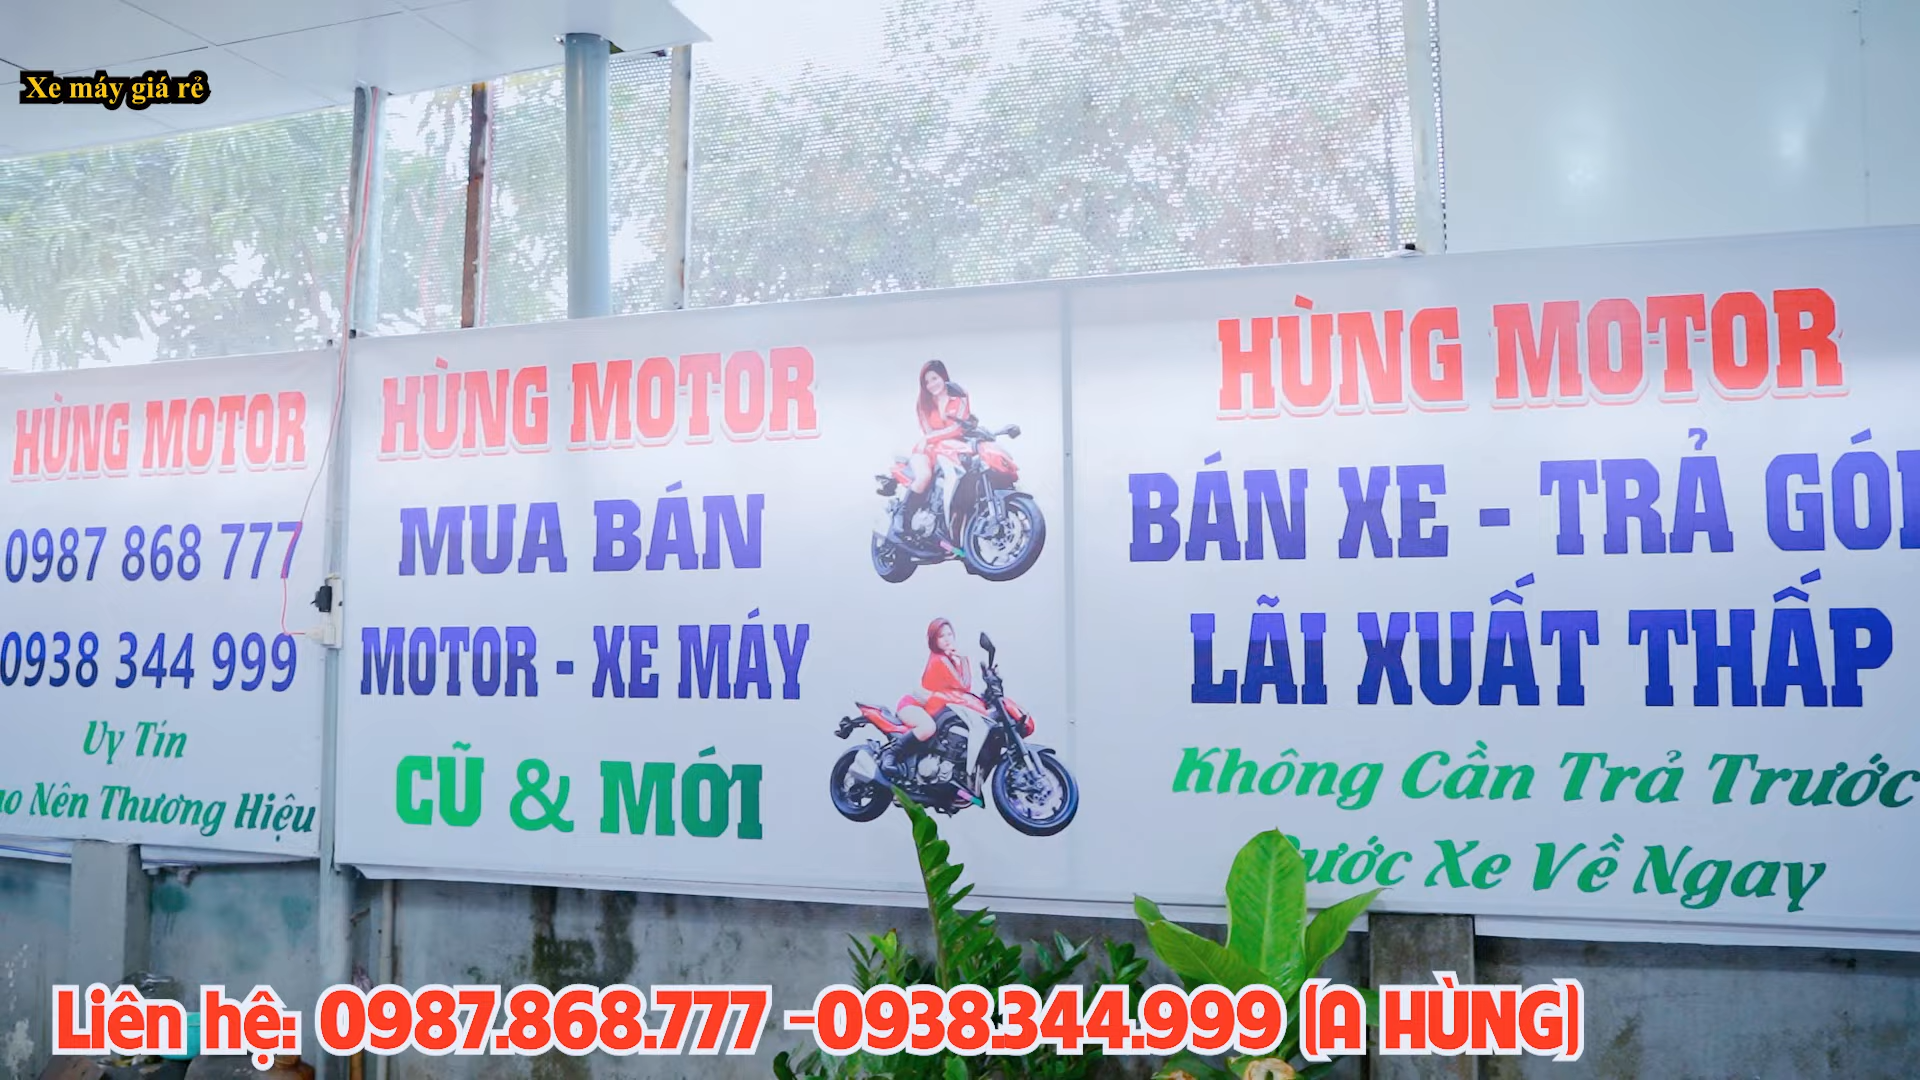 Xe máy giá rẻ
HÙNG MOTOR
0987 868 777
0938 344 999
Uy Tín
Nên Thương Hiệu
HÙNG MOTOR
MUA BÁN
MOTOR - XE MÁY
CŨ & MỚI
HÙNG MOTOR
BÁN XE - TRẢ GÓP
LÃI XUẤT THẤP
Không Cần Trả Trước
Xe Về Ngay
Liên hệ: 0987.868.777 -0938.344.999 (A HÙNG)